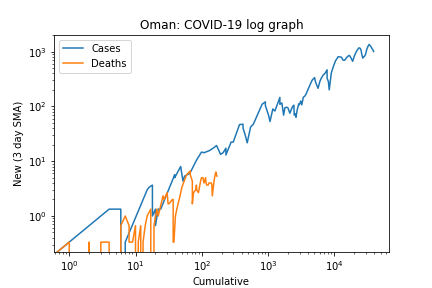 Oman: COVID-19 log graph
Cases
Deaths
New (3 day SMA)
10³
10²
10¹
10⁰
10⁰ 10¹ 10² 10³ 10⁴
Cumulative